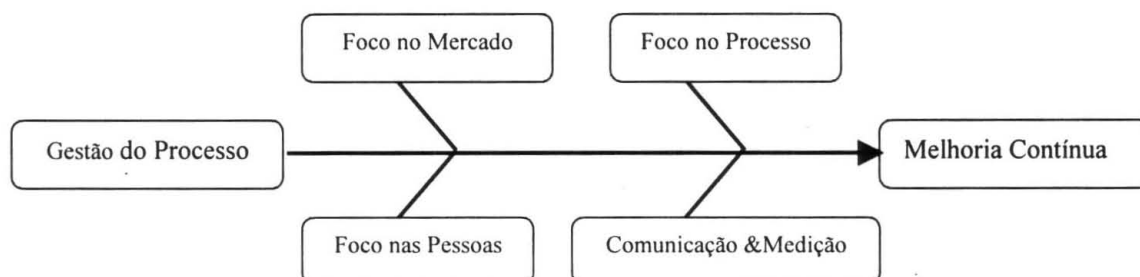 Foco no Mercado
Foco no Processo
Gestão do Processo
Melhoria Contínua
Foco nas Pessoas
Comunicação &Medição